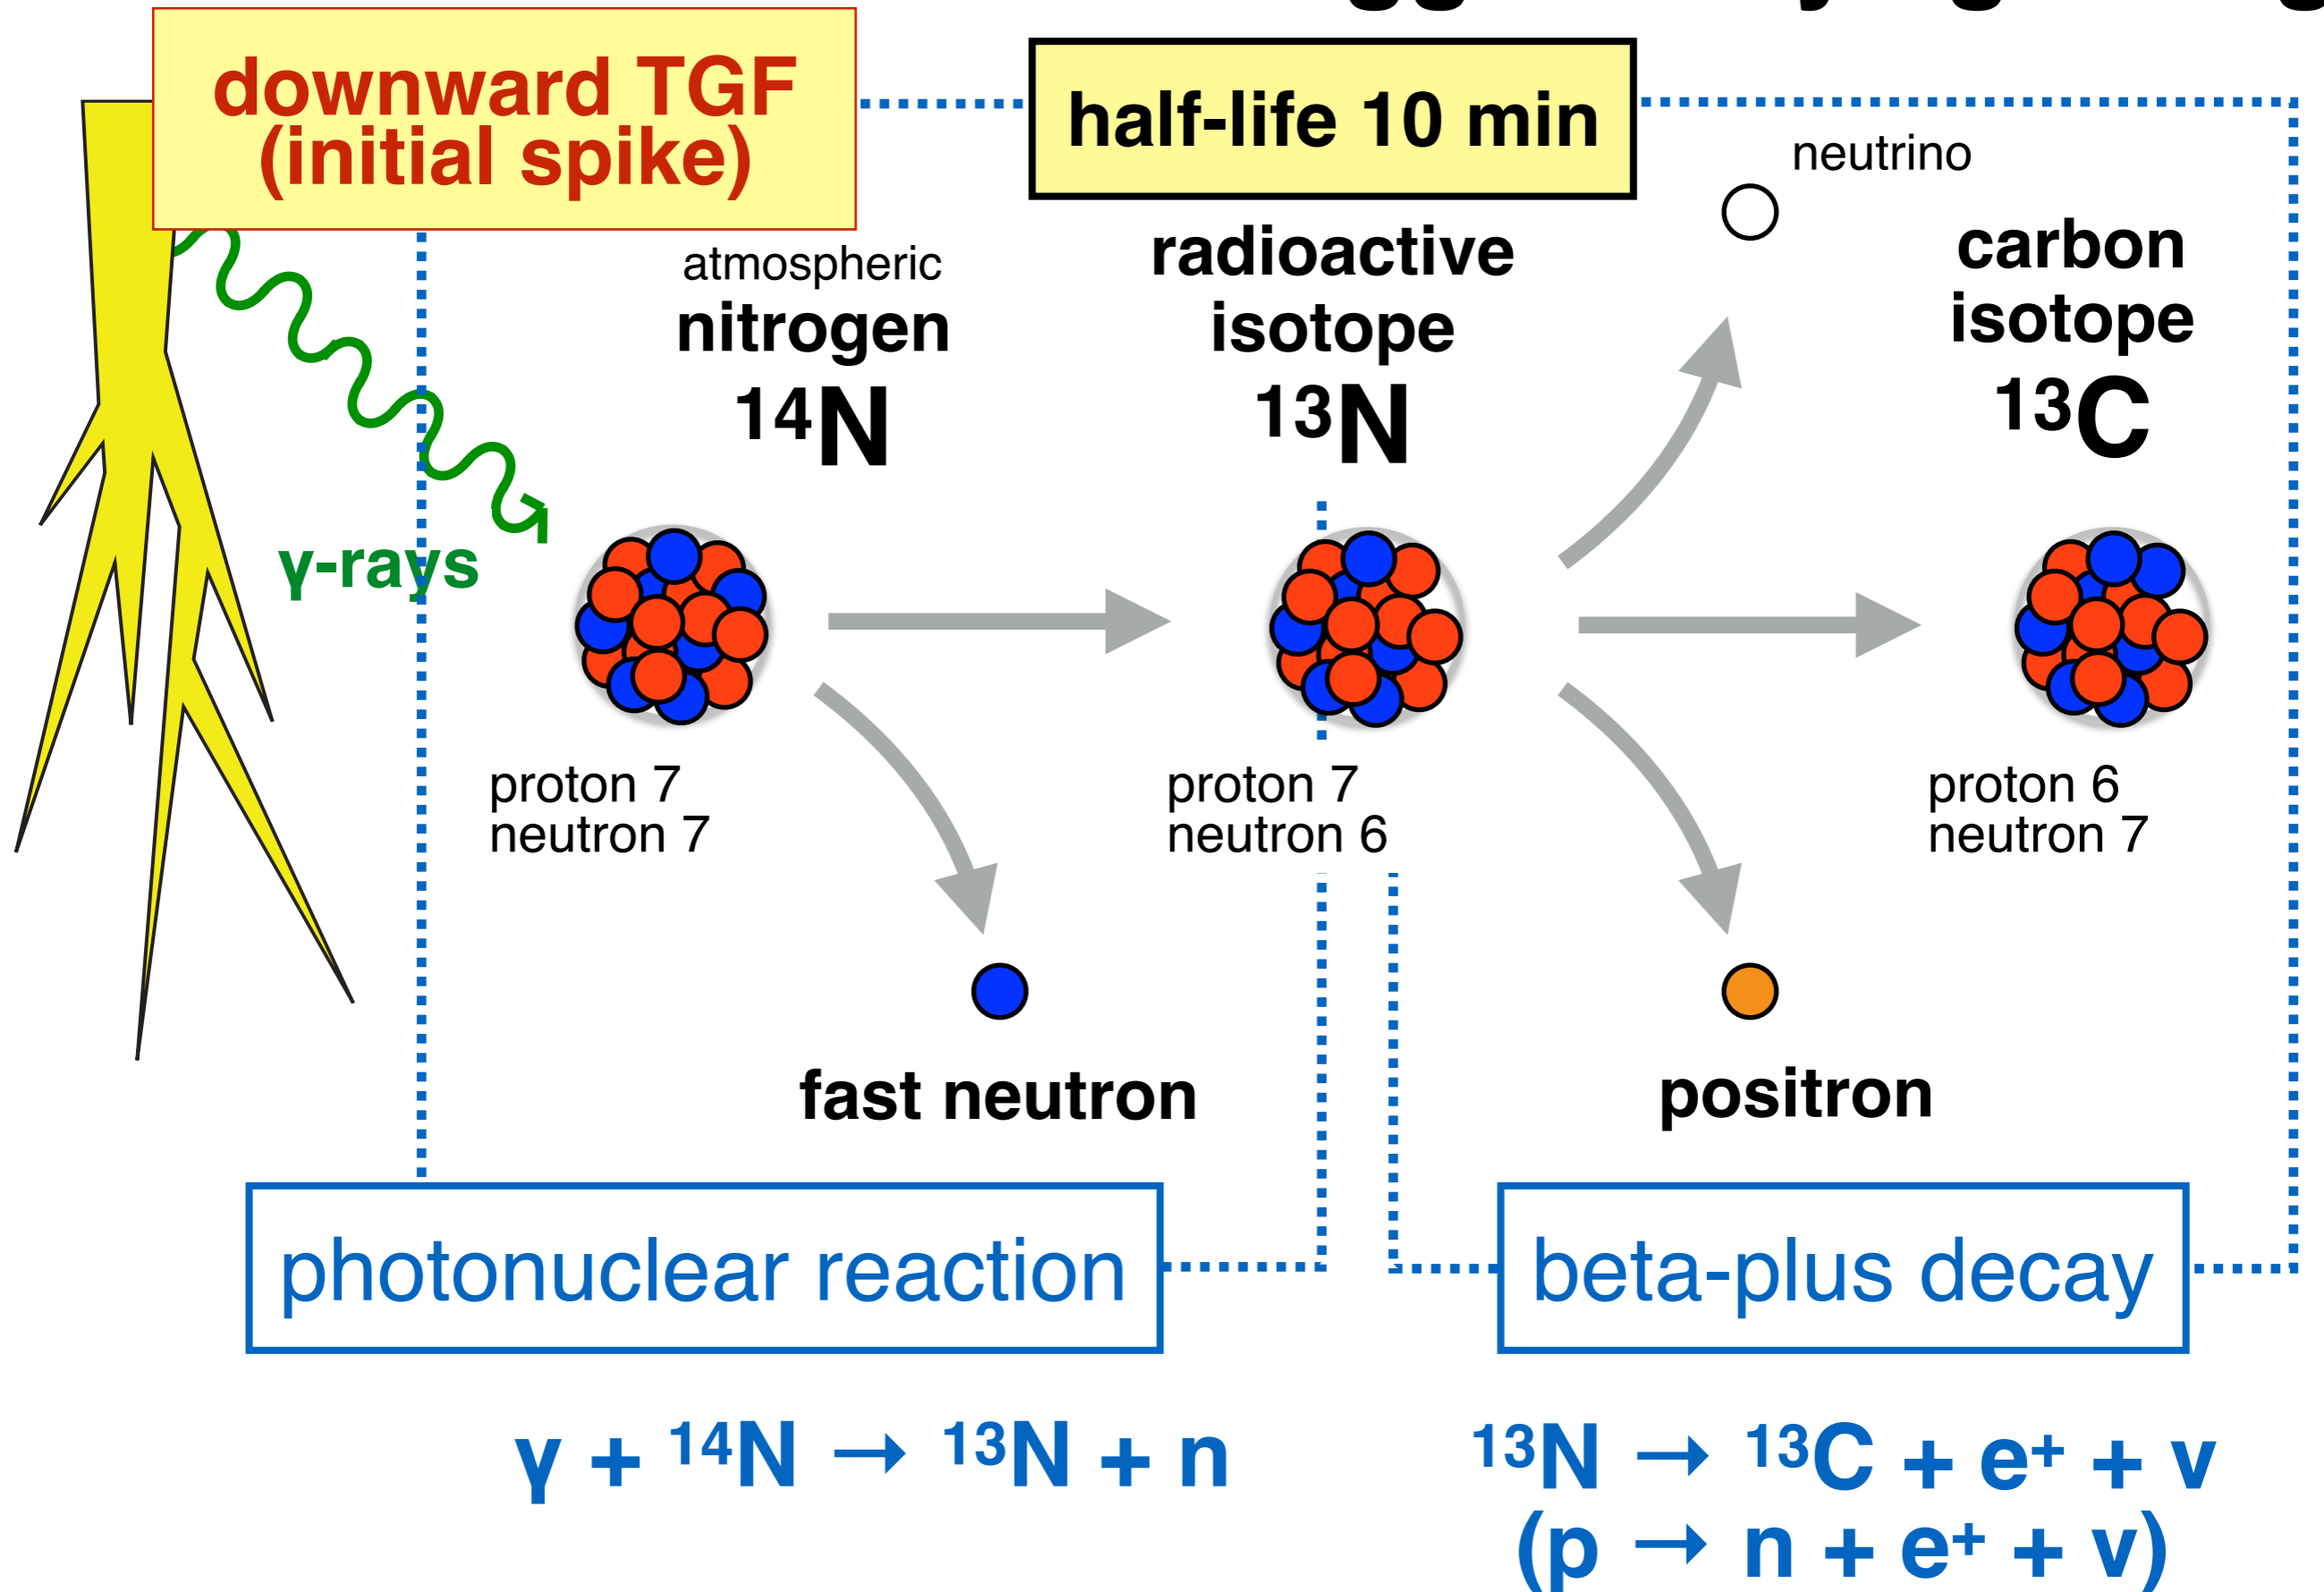 downward TGF
(initial spike)
half-life 10 min
neutrino
atmospheric
nitrogen
¹⁴N
radioactive
isotope
¹³N
carbon
isotope
¹³C
γ-rays
proton 7
neutron 7
proton 7
neutron 6
proton 6
neutron 7
fast neutron
positron
photonuclear reaction
beta-plus decay
γ + ¹⁴N → ¹³N + n
¹³N → ¹³C + e⁺ + ν
(p → n + e⁺ + ν)